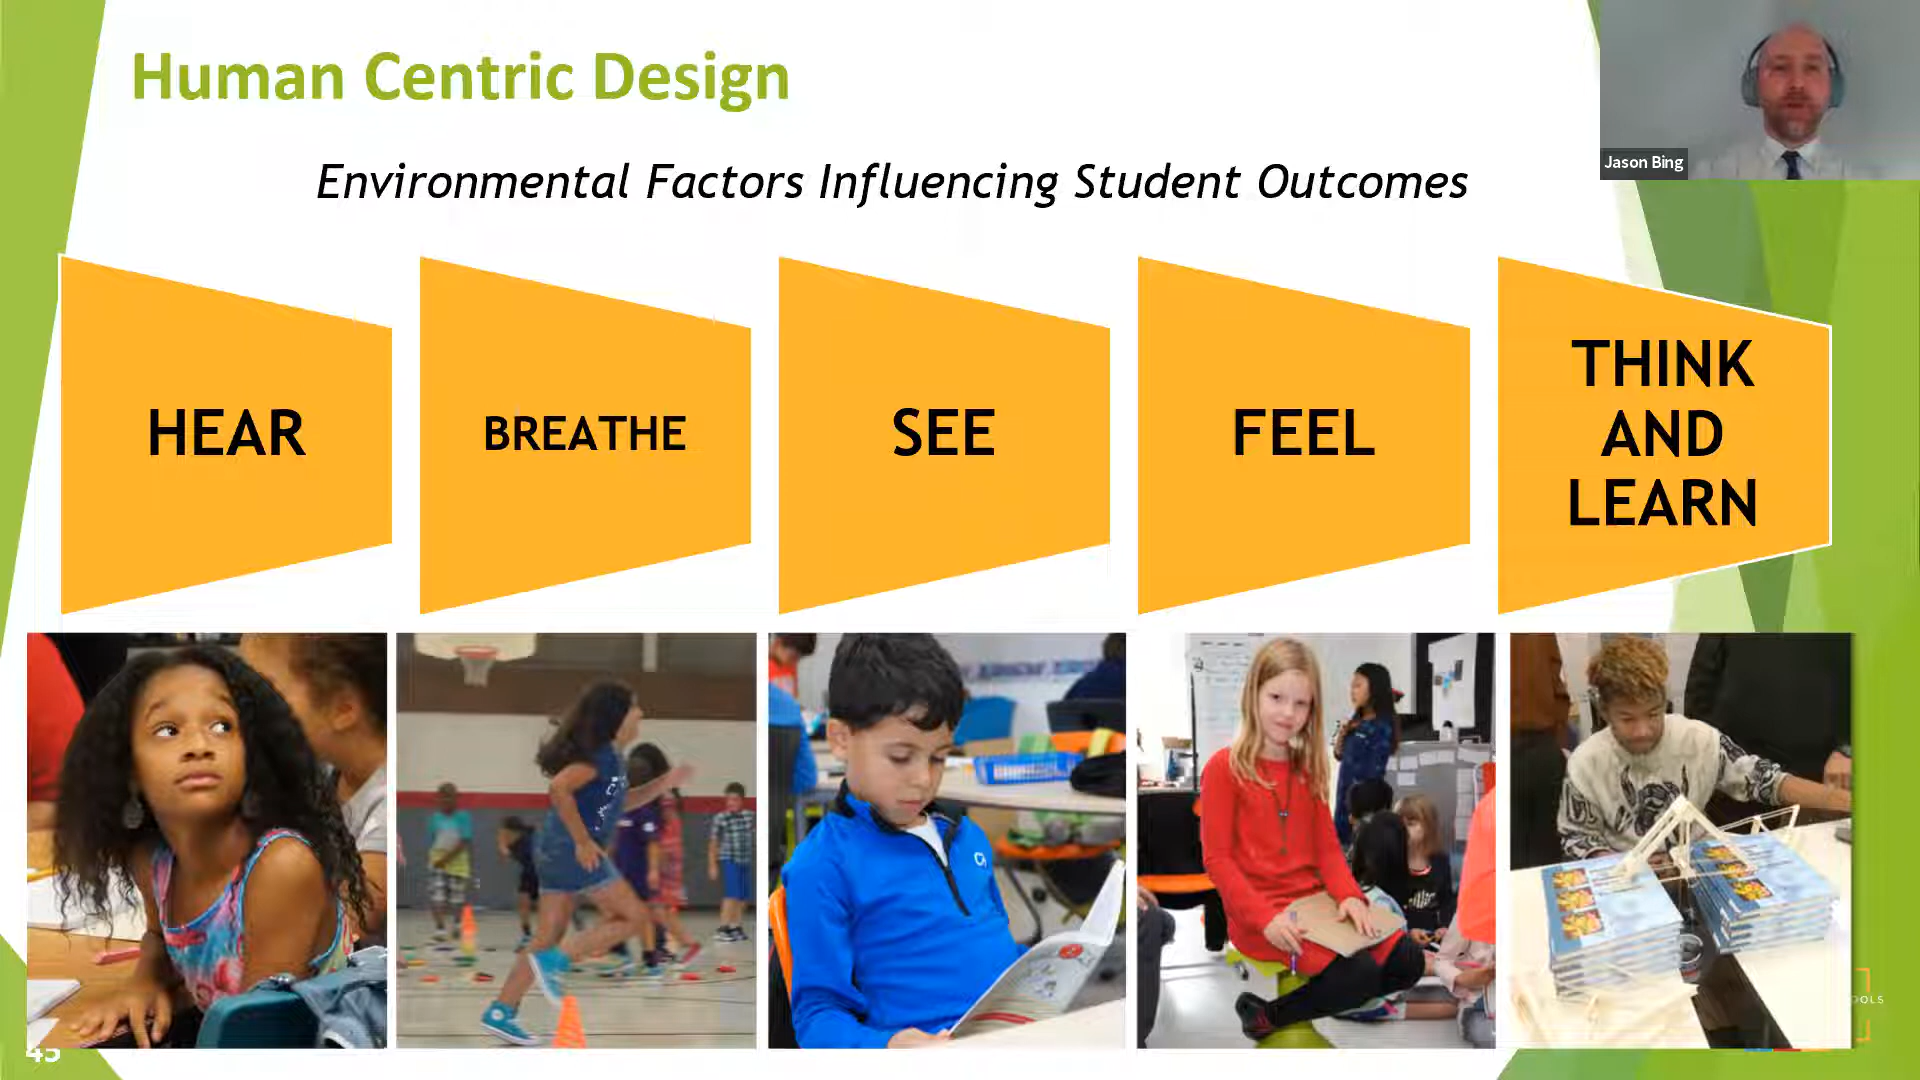 Human Centric Design
Jason Bing
Environmental Factors Influencing Student Outcomes
HEAR
BREATHE
SEE
FEEL
THINK
AND
LEARN
45